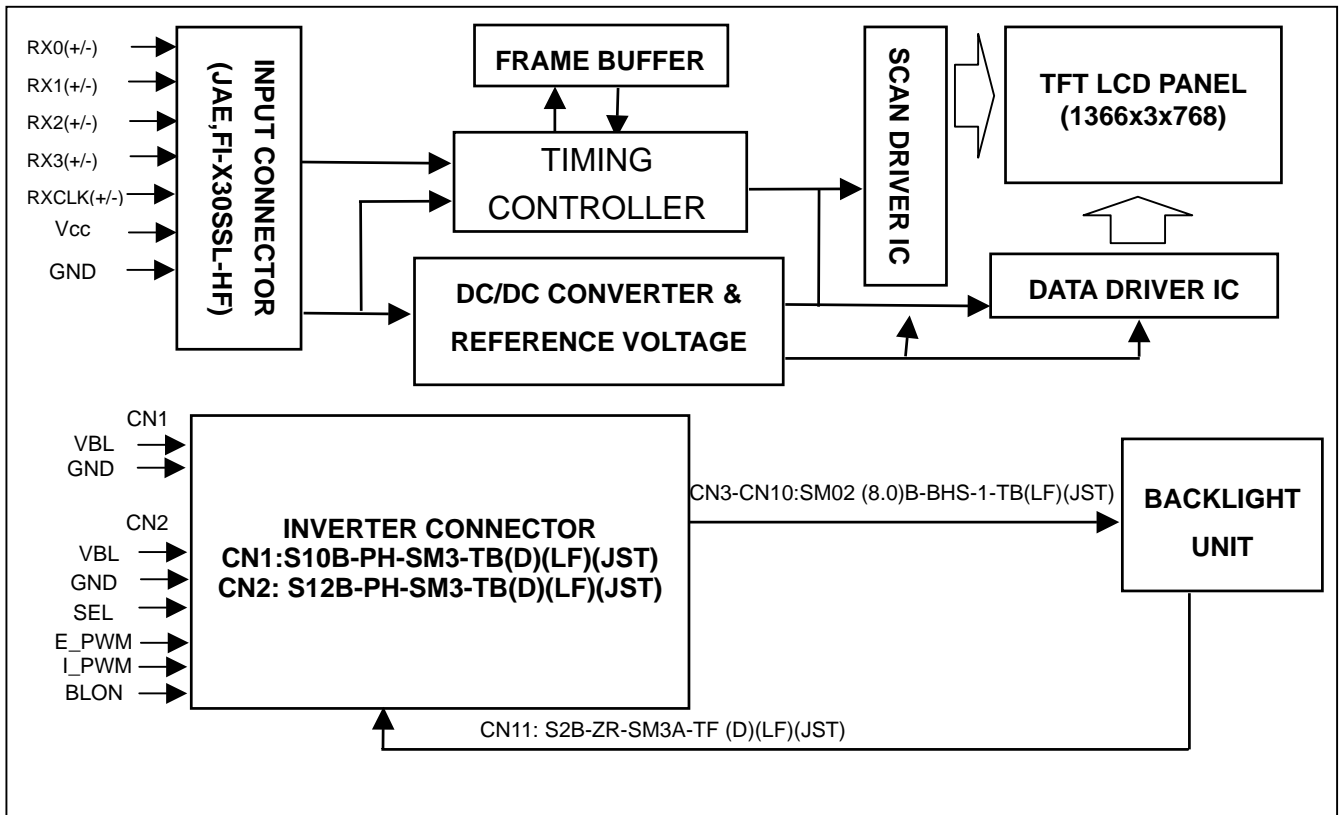 RX0(+/-)
RX1(+/-)
RX2(+/-)
RX3(+/-)
RXCLK(+/-)
Vcc
GND
INPUT CONNECTOR
(JAE,FI-X30SSL-HF)
FRAME BUFFER
TIMING
CONTROLLER
DC/DC CONVERTER &
REFERENCE VOLTAGE
SCAN DRIVER IC
TFT LCD PANEL
(1366x3x768)
DATA DRIVER IC
CN1
VBL
GND
CN2
VBL
GND
SEL
E_PWM
I_PWM
BLON
INVERTER CONNECTOR
CN1:S10B-PH-SM3-TB(D)(LF)(JST)
CN2: S12B-PH-SM3-TB(D)(LF)(JST)
CN3-CN10:SM02 (8.0)B-BHS-1-TB(LF)(JST)
BACKLIGHT
UNIT
CN11: S2B-ZR-SM3A-TF (D)(LF)(JST)